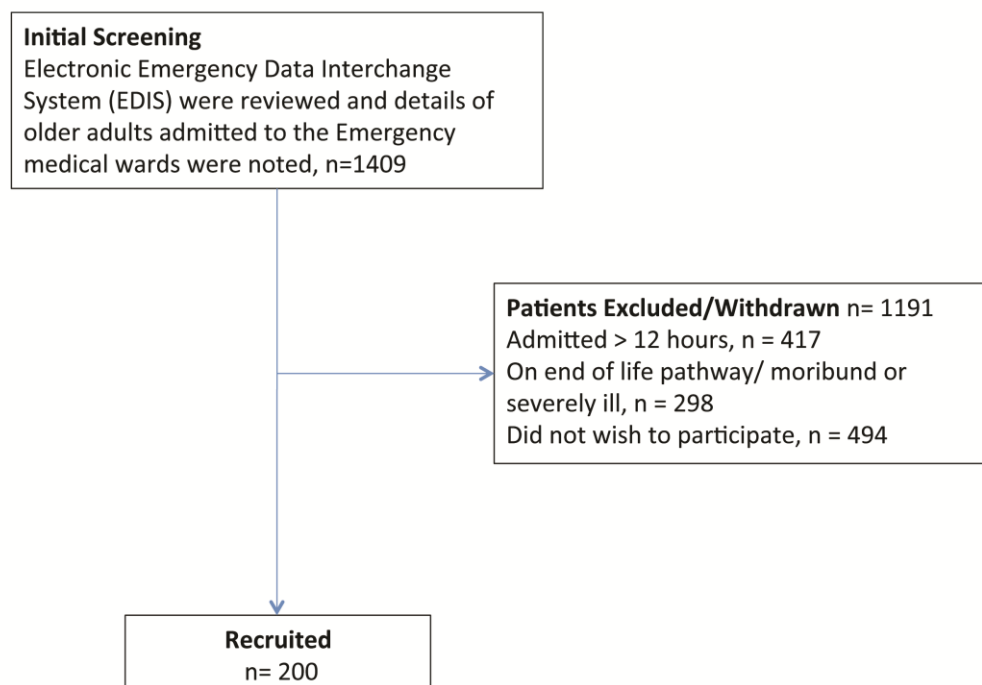 Initial Screening
Electronic Emergency Data Interchange
System (EDIS) were reviewed and details of
older adults admitted to the Emergency
medical wards were noted, n=1409
Patients Excluded/Withdrawn n= 1191
Admitted > 12 hours, n = 417
On end of life pathway/ moribund or
severely ill, n = 298
Did not wish to participate, n = 494
Recruited
n= 200